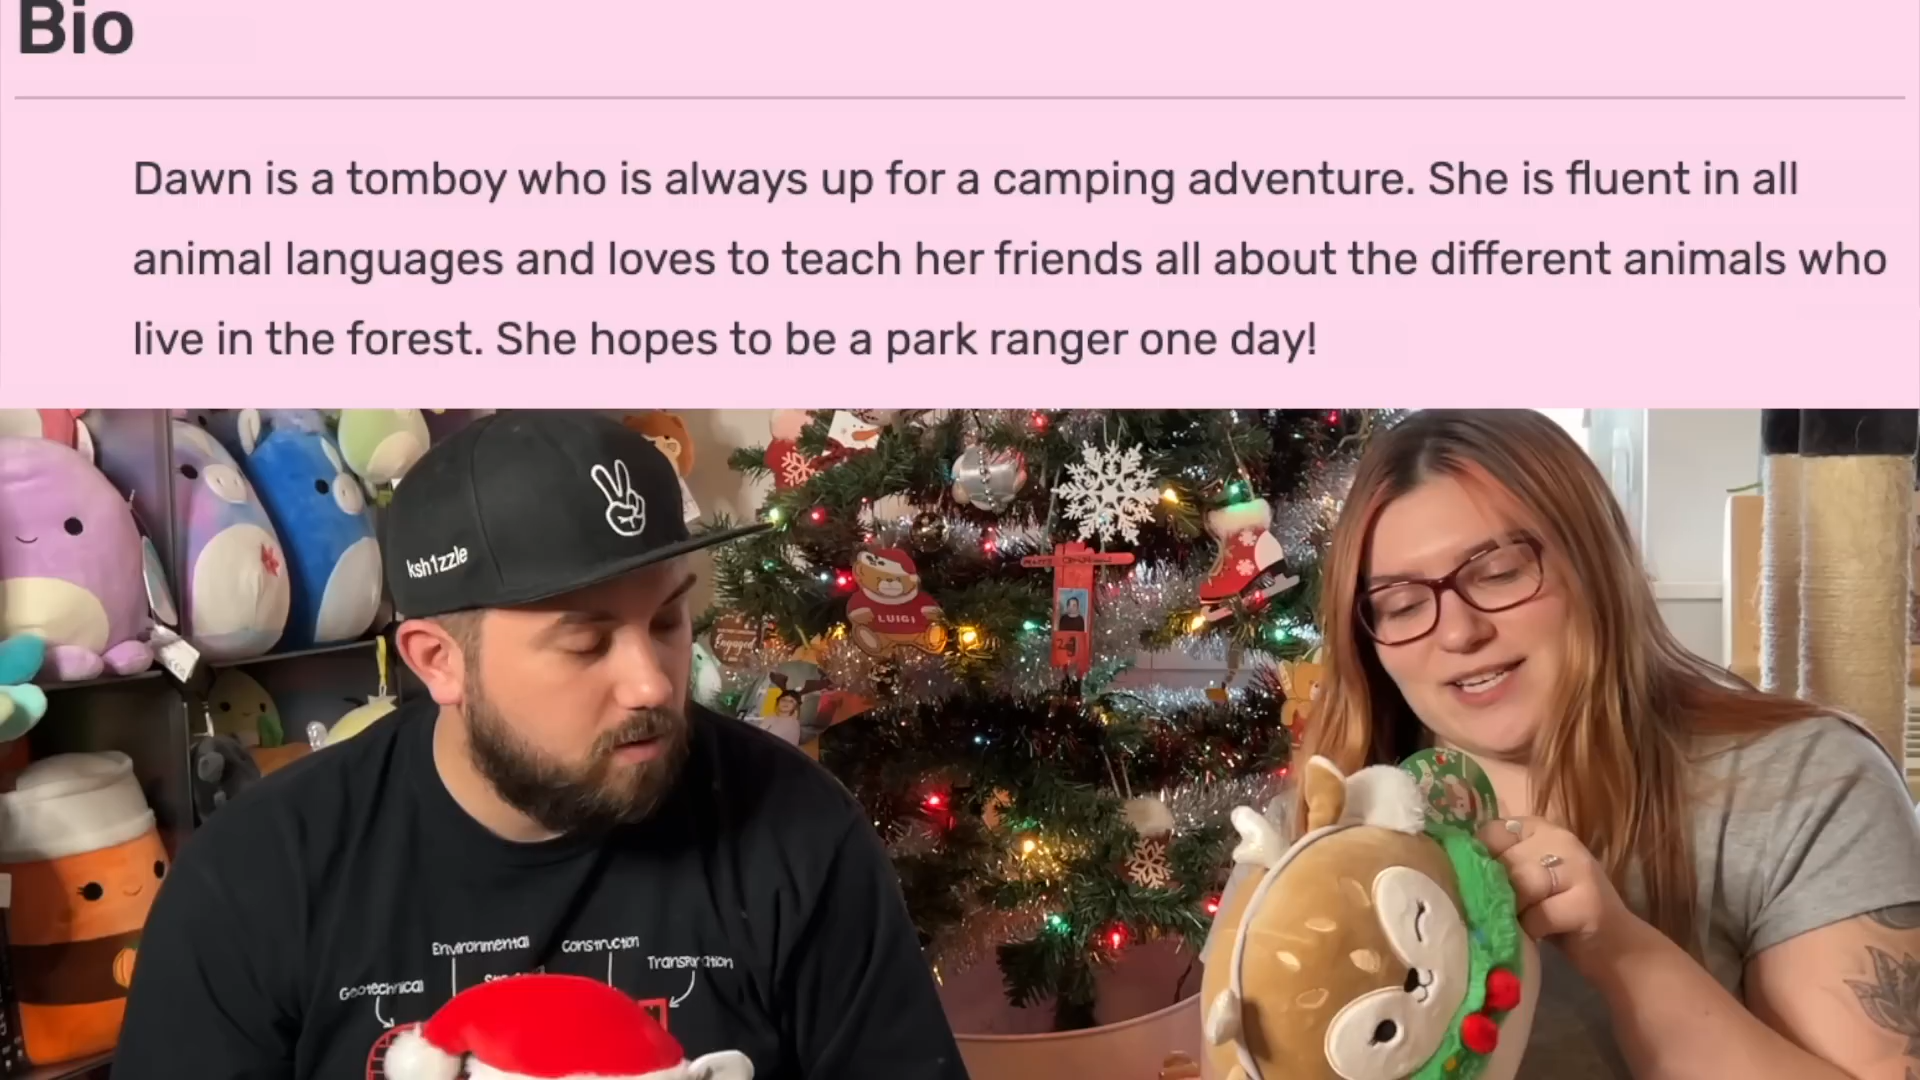 Bio
Dawn is a tomboy who is always up for a camping adventure. She is fluent in all
animal languages and loves to teach her friends all about the different animals who
live in the forest. She hopes to be a park ranger one day!
ksh1zzle
LUIGI
Engaged
Environmental
Construction
Transportation
Geotechnical